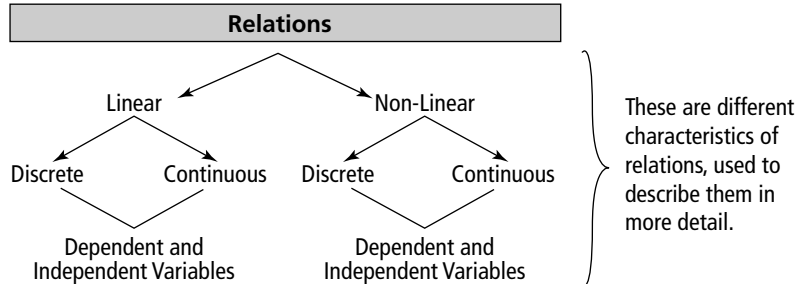 Relations
Linear
Non-Linear
Discrete
Continuous
Discrete
Continuous
Dependent and
Independent Variables
Dependent and
Independent Variables
These are different
characteristics of
relations, used to
describe them in
more detail.